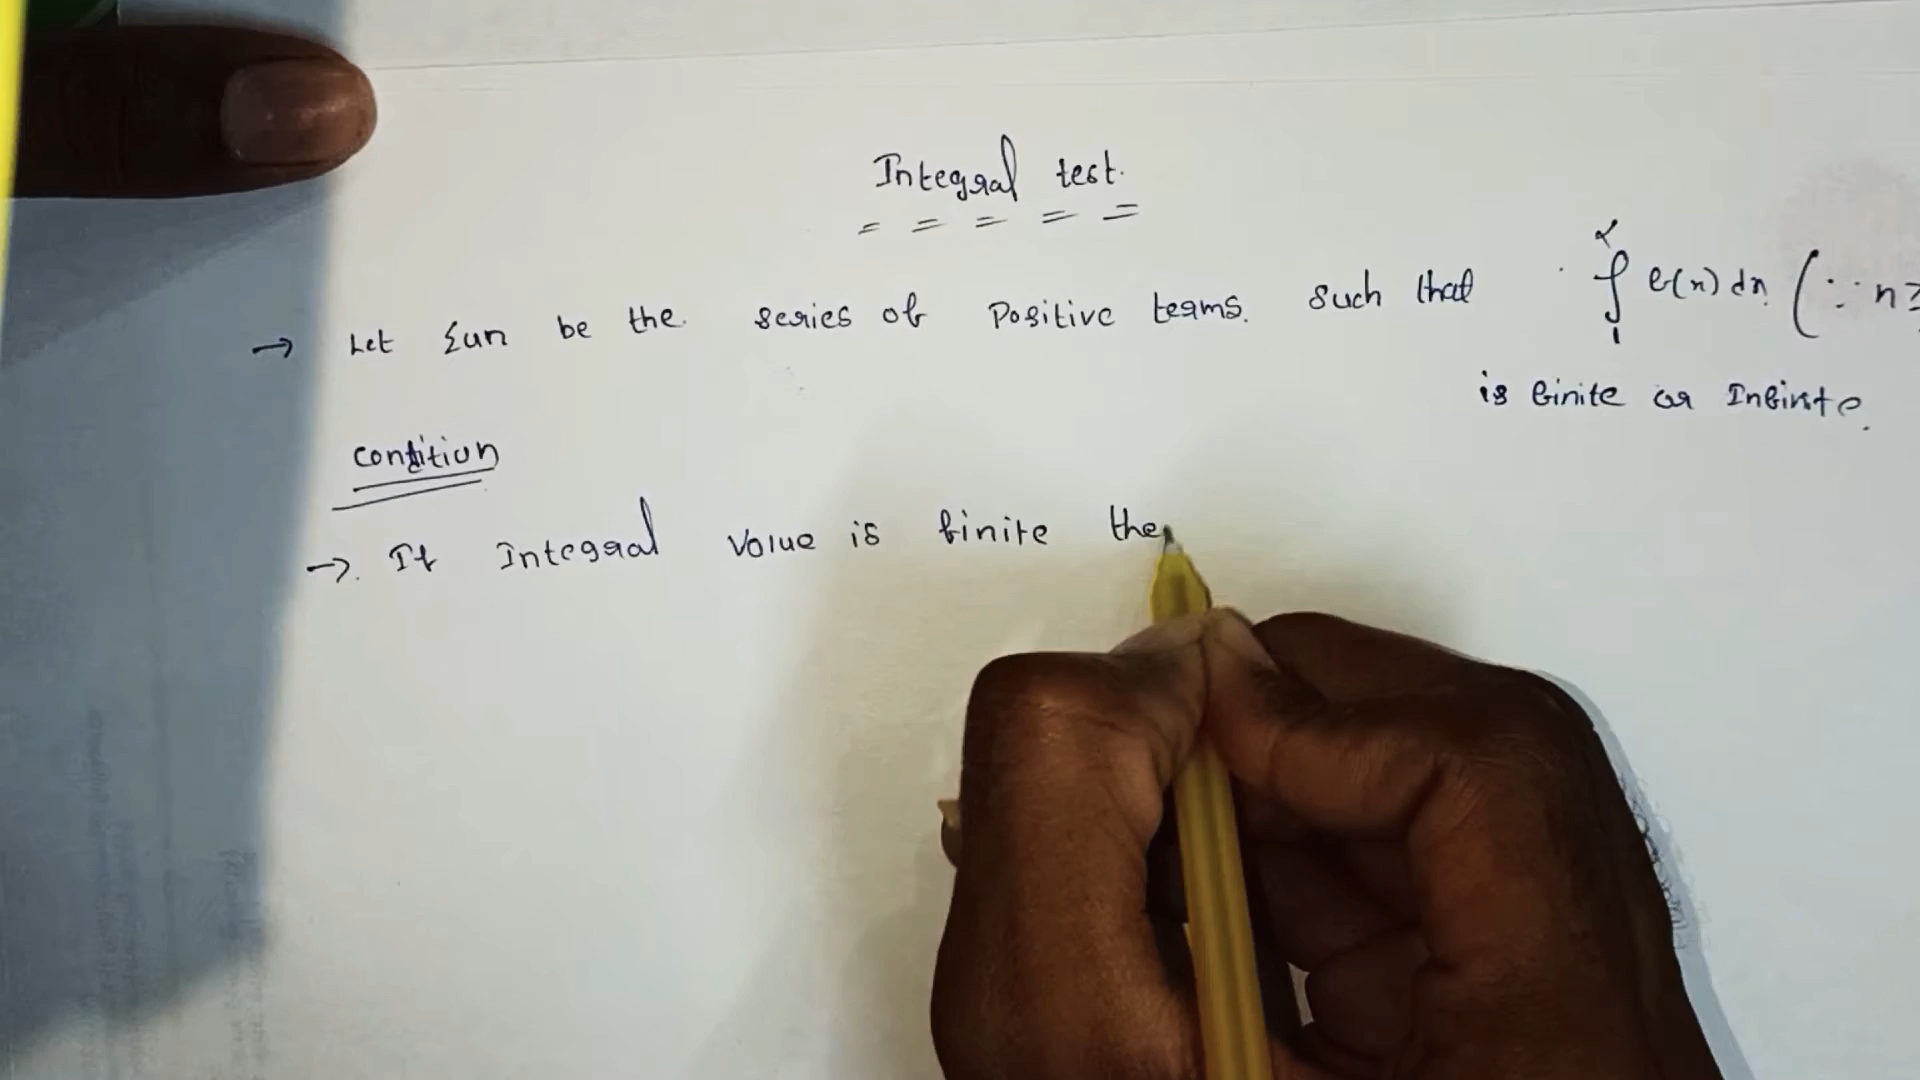 Integral test.
→ Let Σun be the series of Positive terms. Such that ∫₁^∝ f(x) dx (∵ n ≥
is finite or Infinite.
condition
→. If Integral Value is finite the